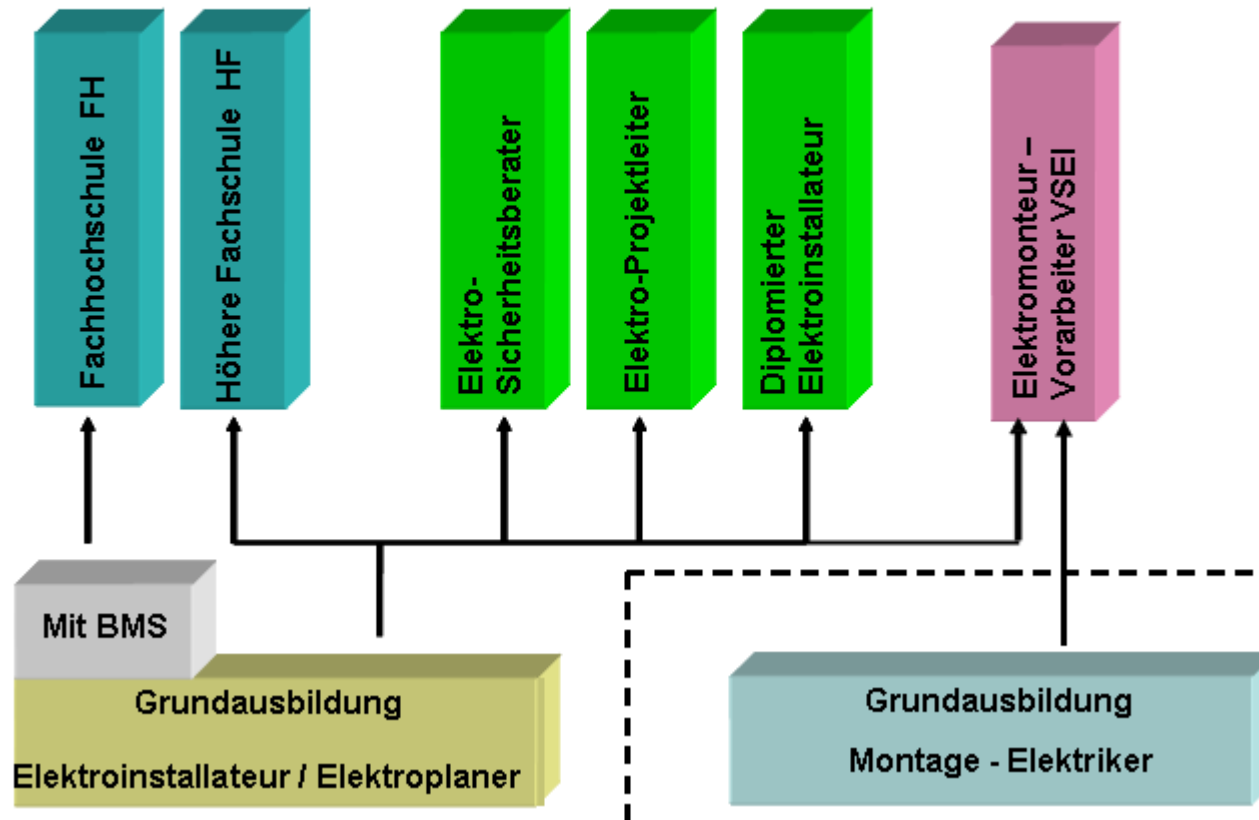 Fachhochschule FH
Höhere Fachschule HF
Elektro-
Sicherheitsberater
Elektro-Projektleiter
Diplomierter
Elektroinstallateur
Elektromonteur –
Vorarbeiter VSEI
Mit BMS
Grundausbildung
Elektroinstallateur / Elektroplaner
Grundausbildung
Montage - Elektriker